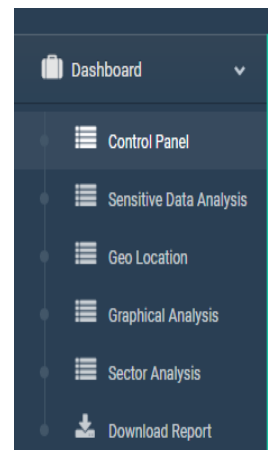 Dashboard
Control Panel
Sensitive Data Analysis
Geo Location
Graphical Analysis
Sector Analysis
Download Report